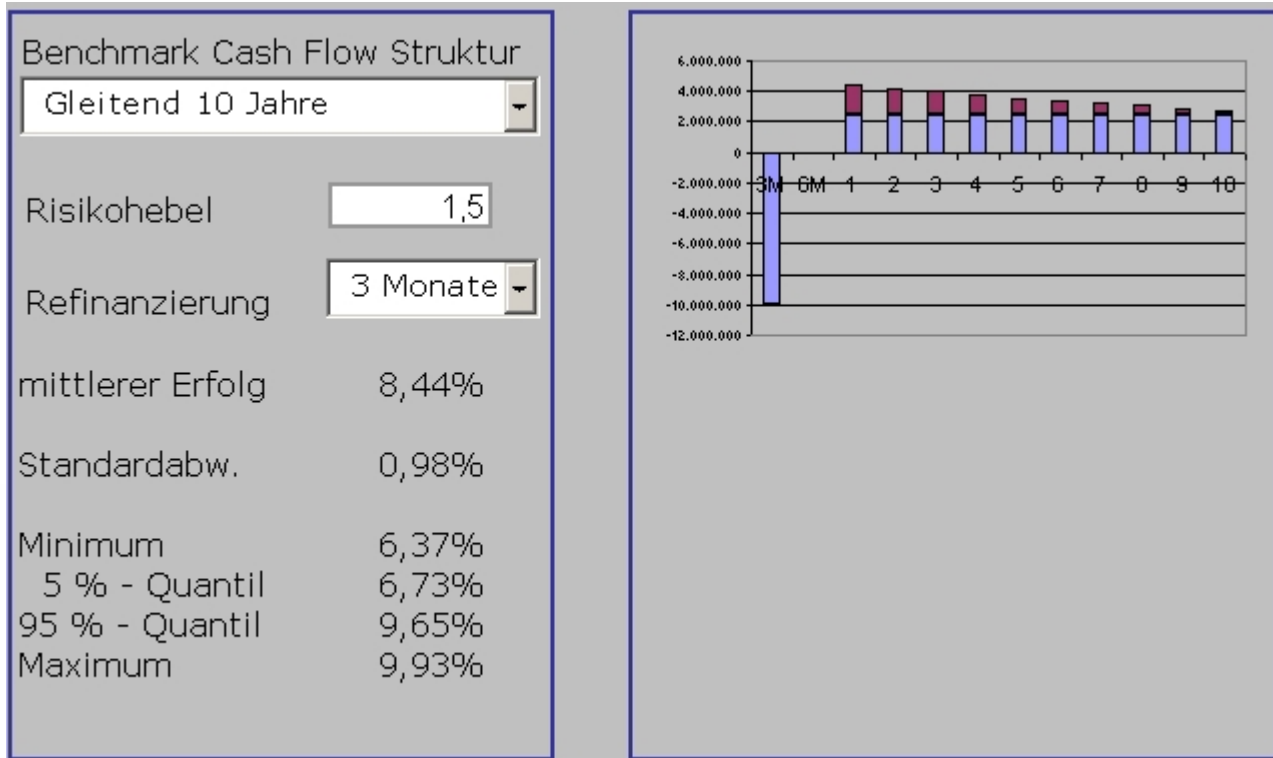 Benchmark Cash Flow Struktur
Gleitend 10 Jahre
Risikohebel 1,5
Refinanzierung 3 Monate
mittlerer Erfolg 8,44%
Standardabw. 0,98%
Minimum 6,37%
5 % - Quantil 6,73%
95 % - Quantil 9,65%
Maximum 9,93%
6.000.000
4.000.000
2.000.000
0
3M 6M 1 2 3 4 5 6 7 8 9 10
-2.000.000
-4.000.000
-6.000.000
-8.000.000
-10.000.000
-12.000.000